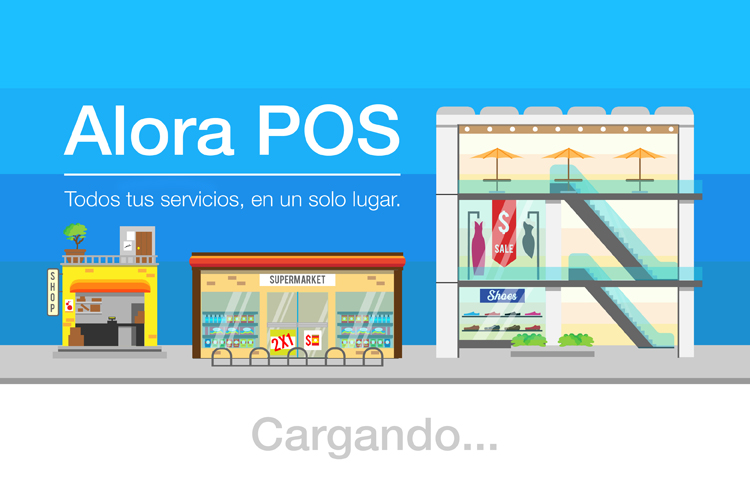 Alora POS
Todos tus servicios, en un solo lugar.
SHOP
SUPERMARKET
2X1
S
$
SALE
Shoes
Cargando...